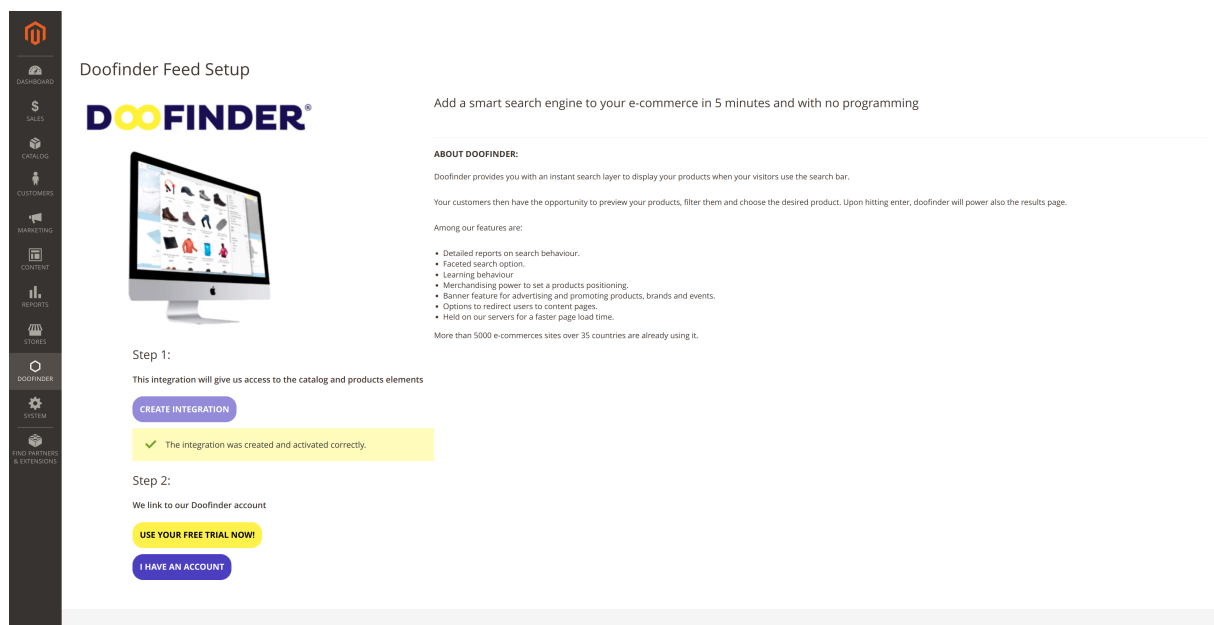 DASHBOARD
$
SALES
CATALOG
CUSTOMERS
MARKETING
CONTENT
REPORTS
STORES
DOOFINDER
SYSTEM
FIND PARTNERS
& EXTENSIONS
Doofinder Feed Setup
DOOFINDER®
Step 1:
This integration will give us access to the catalog and products elements
CREATE INTEGRATION
The integration was created and activated correctly.
Step 2:
We link to our Doofinder account
USE YOUR FREE TRIAL NOW!
I HAVE AN ACCOUNT
Add a smart search engine to your e-commerce in 5 minutes and with no programming
ABOUT DOOFINDER:
Doofinder provides you with an instant search layer to display your products when your visitors use the search bar.
Your customers then have the opportunity to preview your products, filter them and choose the desired product. Upon hitting enter, doofinder will power also the results page.
Among our features are:
• Detailed reports on search behaviour.
• Faceted search option.
• Learning behaviour
• Merchandising power to set a products positioning.
• Banner feature for advertising and promoting products, brands and events.
• Options to redirect users to content pages.
• Held on our servers for a faster page load time.
More than 5000 e-commerces sites over 35 countries are already using it.